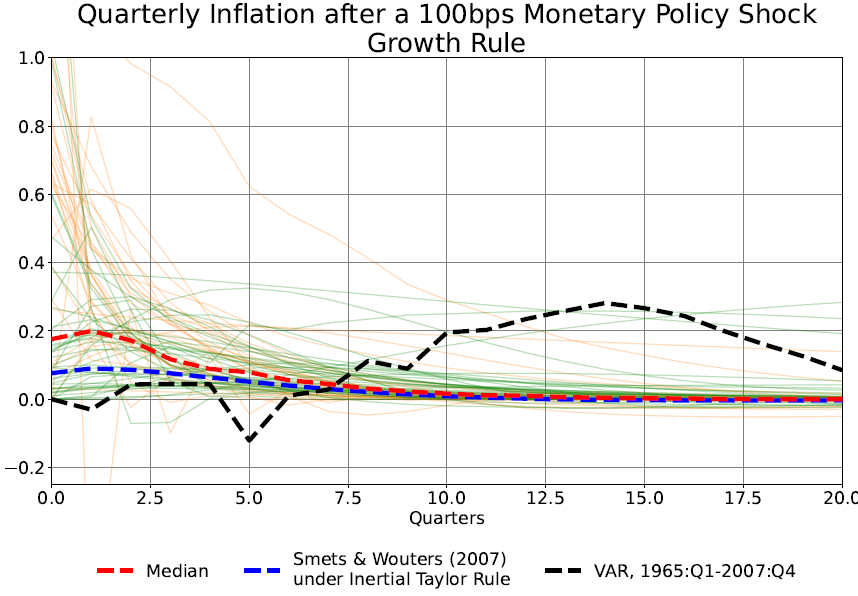 Quarterly Inflation after a 100bps Monetary Policy Shock
Growth Rule
1.0
0.8
0.6
0.4
0.2
0.0
−0.2
0.0 2.5 5.0 7.5 10.0 12.5 15.0 17.5 20.0
Quarters
Median
Smets & Wouters (2007)
under Inertial Taylor Rule
VAR, 1965:Q1-2007:Q4